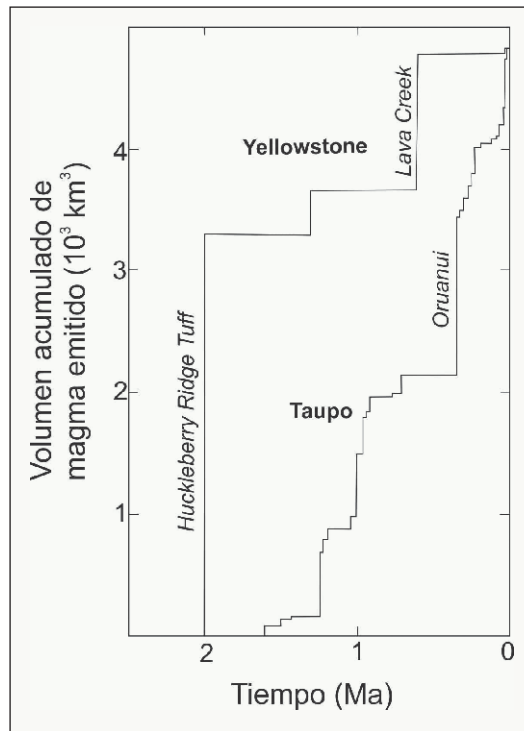 Volumen acumulado de
magma emitido (10³ km³)
4
3
2
1
Yellowstone
Lava Creek
Huckleberry Ridge Tuff
Oruanui
Taupo
2
1
0
Tiempo (Ma)